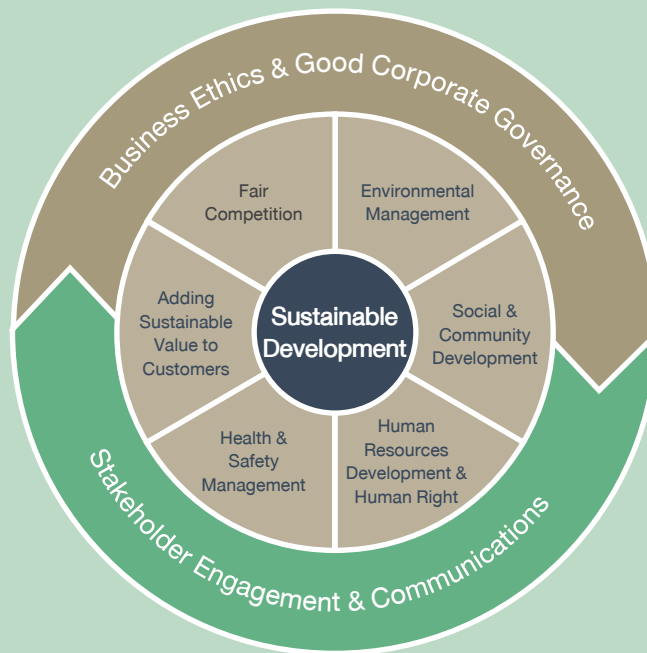 Business Ethics & Good Corporate Governance
Fair
Competition
Environmental
Management
Adding
Sustainable
Value to
Customers
Sustainable
Development
Social &
Community
Development
Health &
Safety
Management
Human
Resources
Development &
Human Right
Stakeholder Engagement & Communications